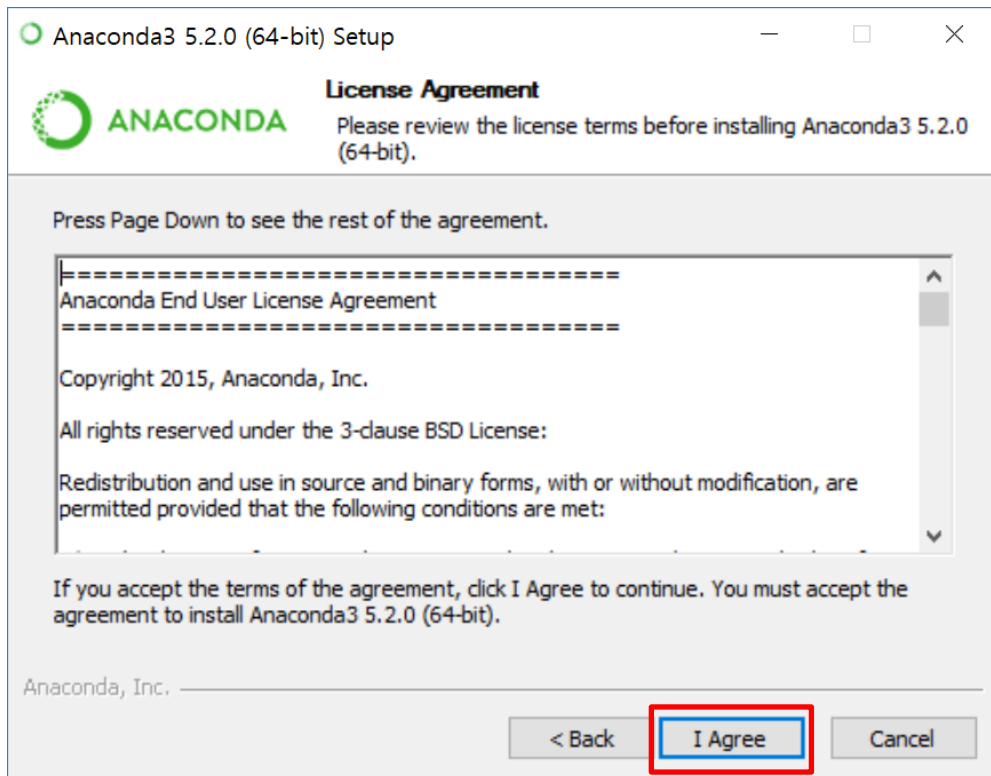 Anaconda3 5.2.0 (64-bit) Setup
ANACONDA
License Agreement
Please review the license terms before installing Anaconda3 5.2.0
(64-bit).
Press Page Down to see the rest of the agreement.
===================================
Anaconda End User License Agreement
===================================
Copyright 2015, Anaconda, Inc.
All rights reserved under the 3-clause BSD License:
Redistribution and use in source and binary forms, with or without modification, are
permitted provided that the following conditions are met:
If you accept the terms of the agreement, click I Agree to continue. You must accept the
agreement to install Anaconda3 5.2.0 (64-bit).
Anaconda, Inc.
< Back
I Agree
Cancel